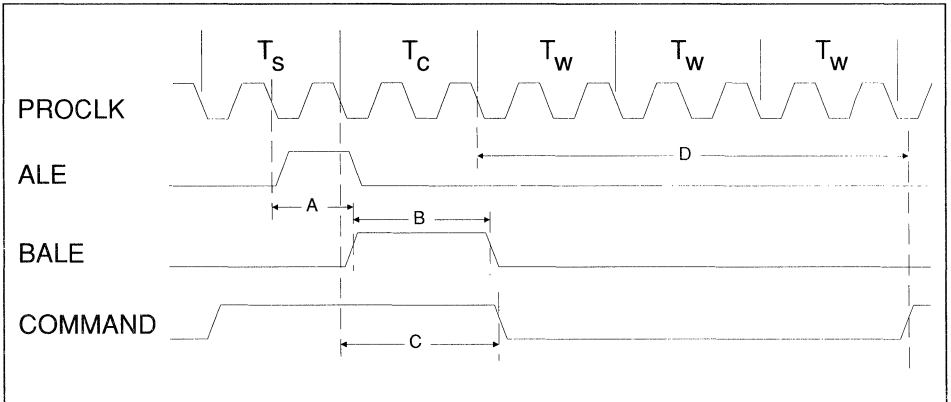 T_S T_C T_W T_W T_W
PROCLK
D
ALE
A
B
BALE
COMMAND
C